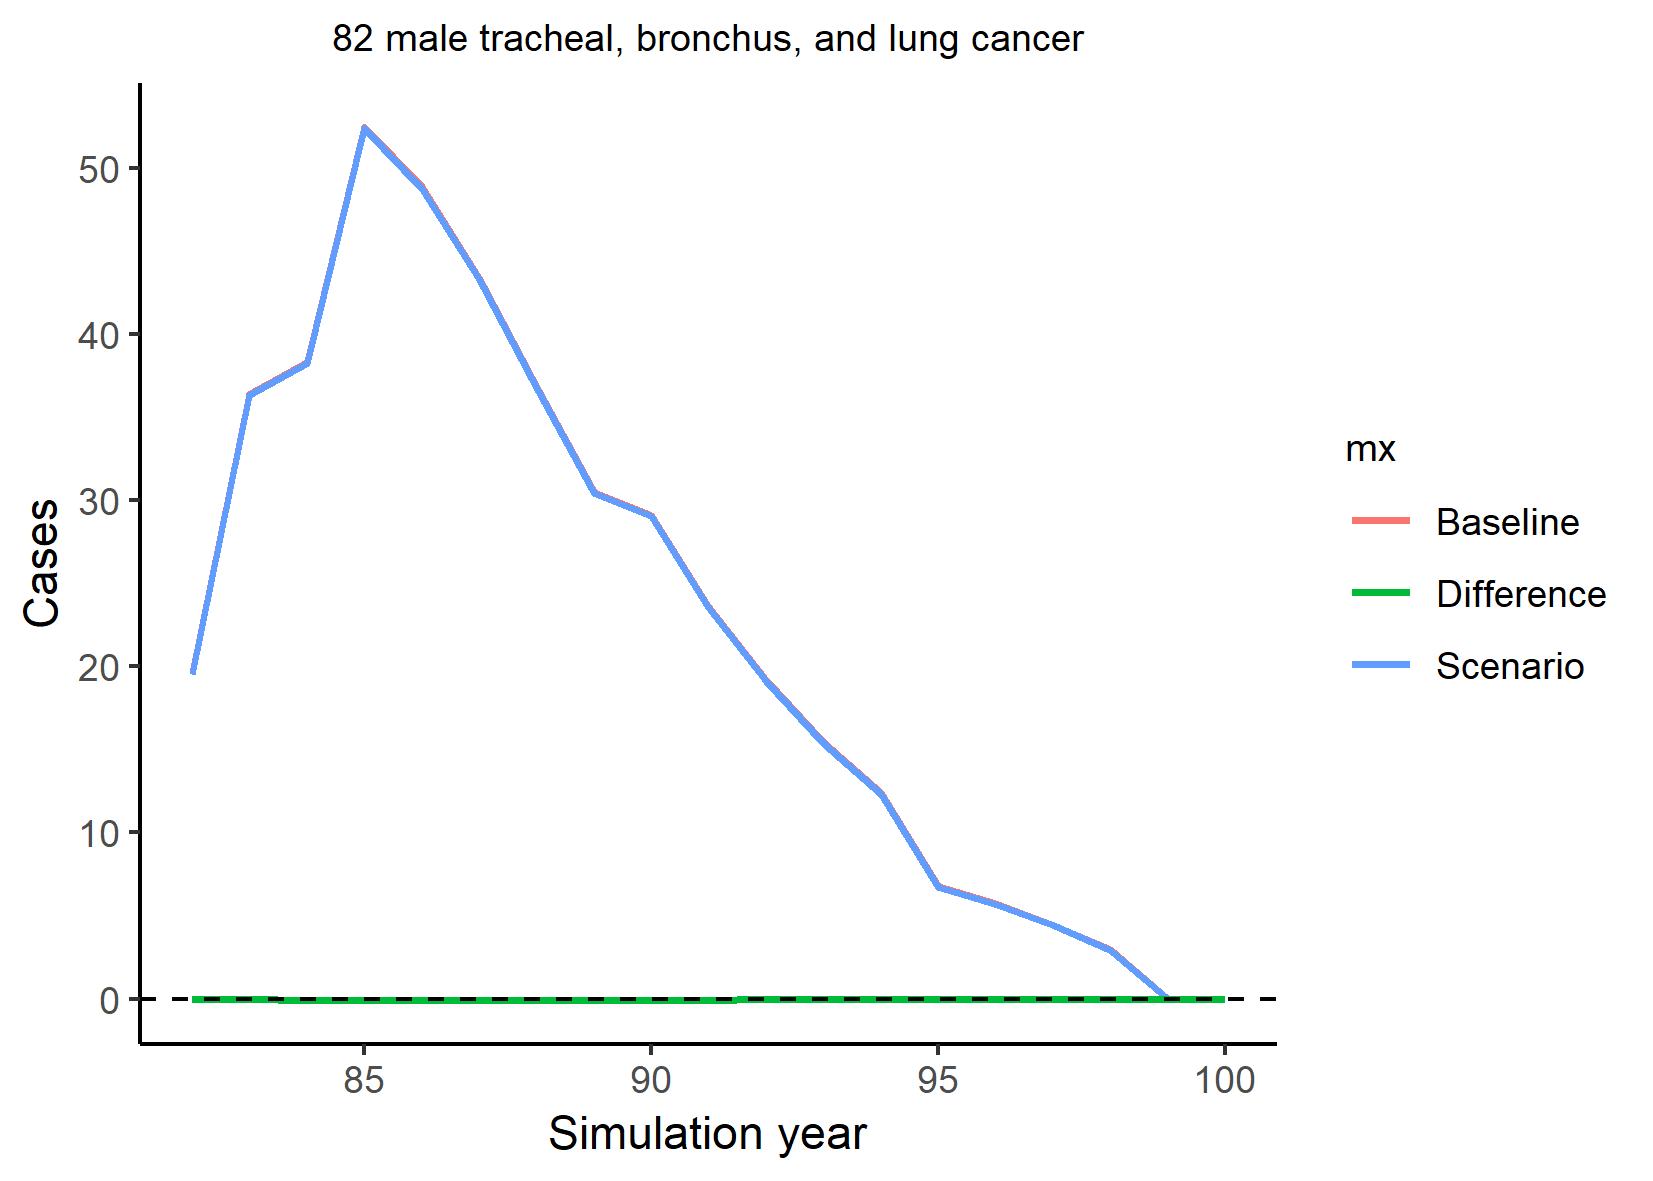 82 male tracheal, bronchus, and lung cancer
Cases
50
40
30
20
10
0
85
90
95
100
Simulation year
mx
Baseline
Difference
Scenario